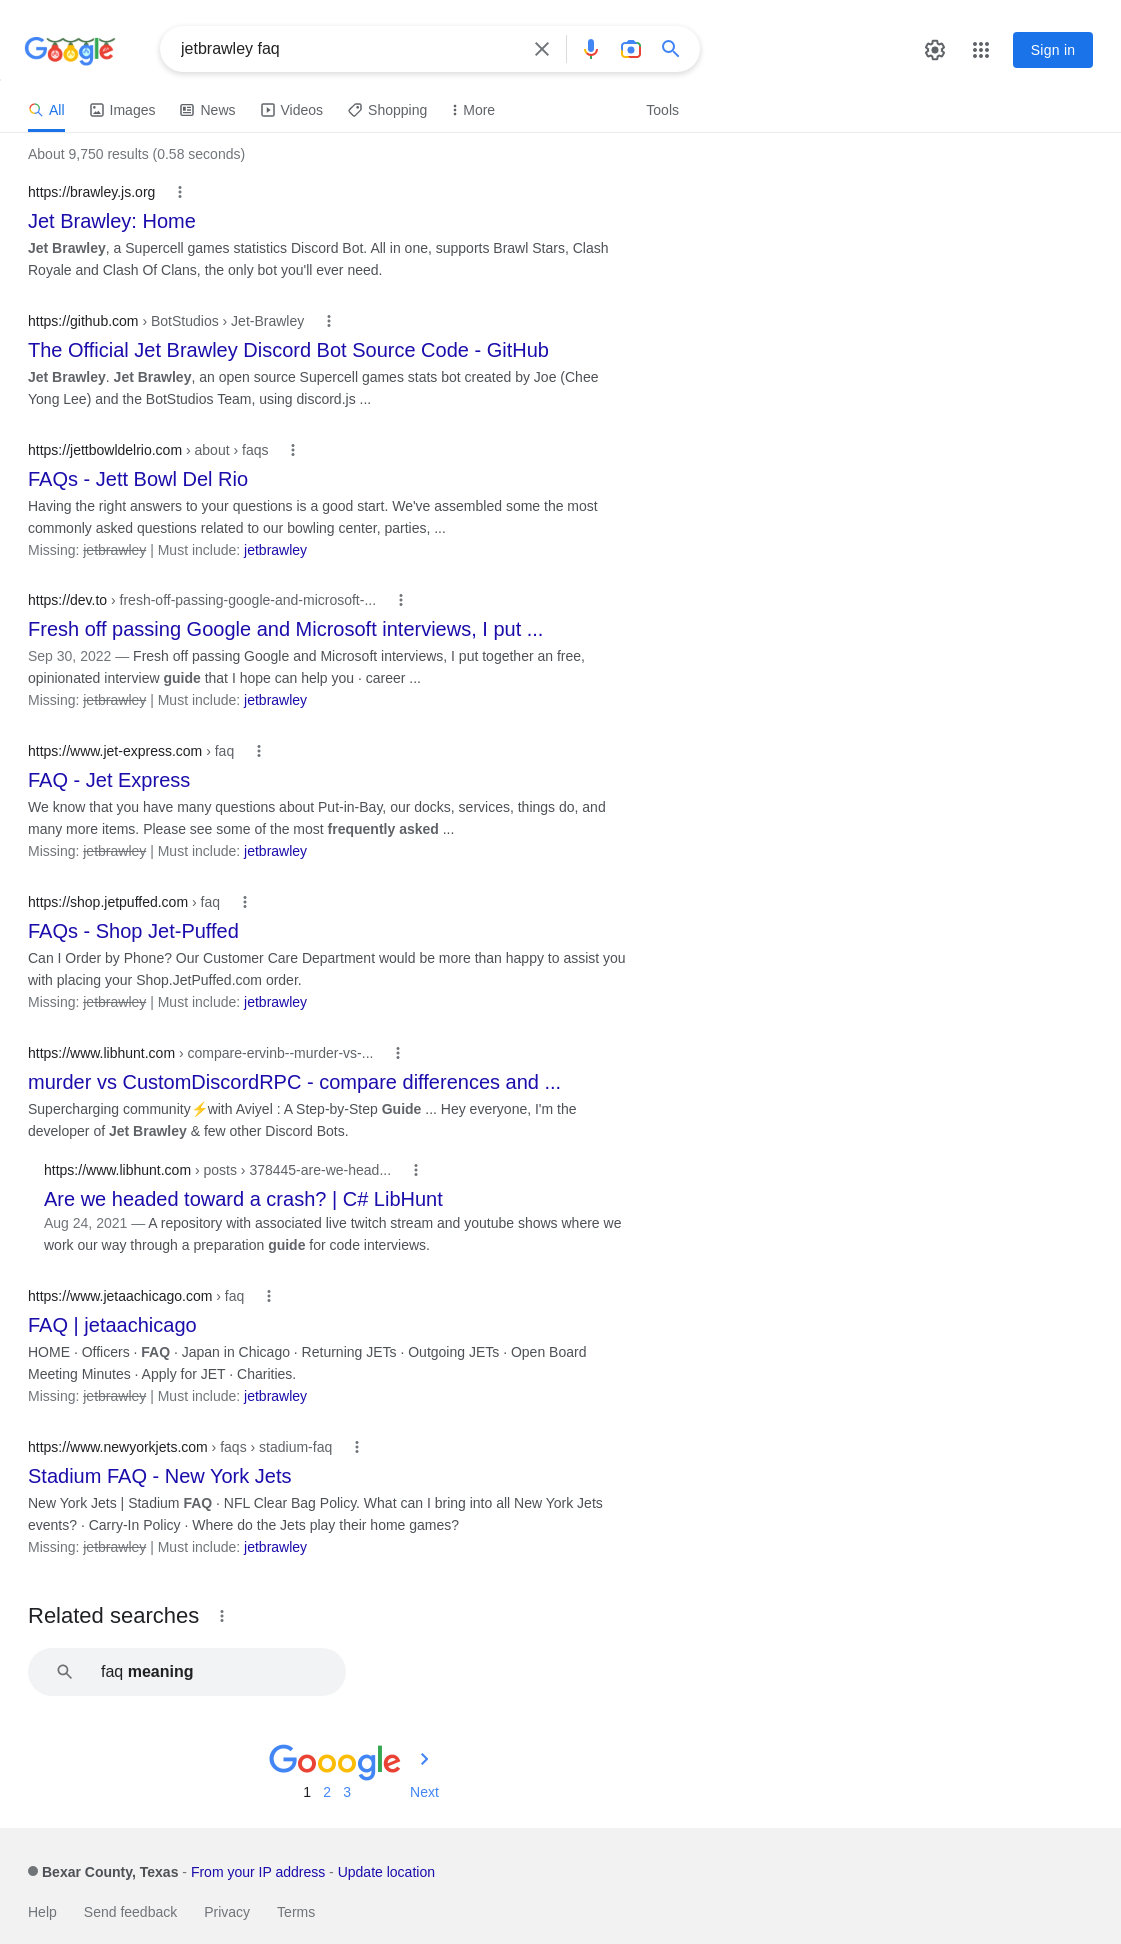 Google
jetbrawley faq
Sign in
All Images News Videos Shopping More Tools
About 9,750 results (0.58 seconds)
https://brawley.js.org
Jet Brawley: Home
Jet Brawley, a Supercell games statistics Discord Bot. All in one, supports Brawl Stars, Clash
Royale and Clash Of Clans, the only bot you'll ever need.
https://github.com › BotStudios › Jet-Brawley
The Official Jet Brawley Discord Bot Source Code - GitHub
Jet Brawley. Jet Brawley, an open source Supercell games stats bot created by Joe (Chee
Yong Lee) and the BotStudios Team, using discord.js ...
https://jettbowldelrio.com › about › faqs
FAQs - Jett Bowl Del Rio
Having the right answers to your questions is a good start. We've assembled some the most
commonly asked questions related to our bowling center, parties, ...
Missing: jetbrawley | Must include: jetbrawley
https://dev.to › fresh-off-passing-google-and-microsoft-...
Fresh off passing Google and Microsoft interviews, I put ...
Sep 30, 2022 — Fresh off passing Google and Microsoft interviews, I put together an free,
opinionated interview guide that I hope can help you · career ...
Missing: jetbrawley | Must include: jetbrawley
https://www.jet-express.com › faq
FAQ - Jet Express
We know that you have many questions about Put-in-Bay, our docks, services, things do, and
many more items. Please see some of the most frequently asked ...
Missing: jetbrawley | Must include: jetbrawley
https://shop.jetpuffed.com › faq
FAQs - Shop Jet-Puffed
Can I Order by Phone? Our Customer Care Department would be more than happy to assist you
with placing your Shop.JetPuffed.com order.
Missing: jetbrawley | Must include: jetbrawley
https://www.libhunt.com › compare-ervinb--murder-vs-...
murder vs CustomDiscordRPC - compare differences and ...
Supercharging community⚡with Aviyel : A Step-by-Step Guide ... Hey everyone, I'm the
developer of Jet Brawley & few other Discord Bots.
https://www.libhunt.com › posts › 378445-are-we-head...
Are we headed toward a crash? | C# LibHunt
Aug 24, 2021 — A repository with associated live twitch stream and youtube shows where we
work our way through a preparation guide for code interviews.
https://www.jetaachicago.com › faq
FAQ | jetaachicago
HOME · Officers · FAQ · Japan in Chicago · Returning JETs · Outgoing JETs · Open Board
Meeting Minutes · Apply for JET · Charities.
Missing: jetbrawley | Must include: jetbrawley
https://www.newyorkjets.com › faqs › stadium-faq
Stadium FAQ - New York Jets
New York Jets | Stadium FAQ · NFL Clear Bag Policy. What can I bring into all New York Jets
events? · Carry-In Policy · Where do the Jets play their home games?
Missing: jetbrawley | Must include: jetbrawley
Related searches
faq meaning
Gooogle
1 2 3 Next
Bexar County, Texas - From your IP address - Update location
Help Send feedback Privacy Terms